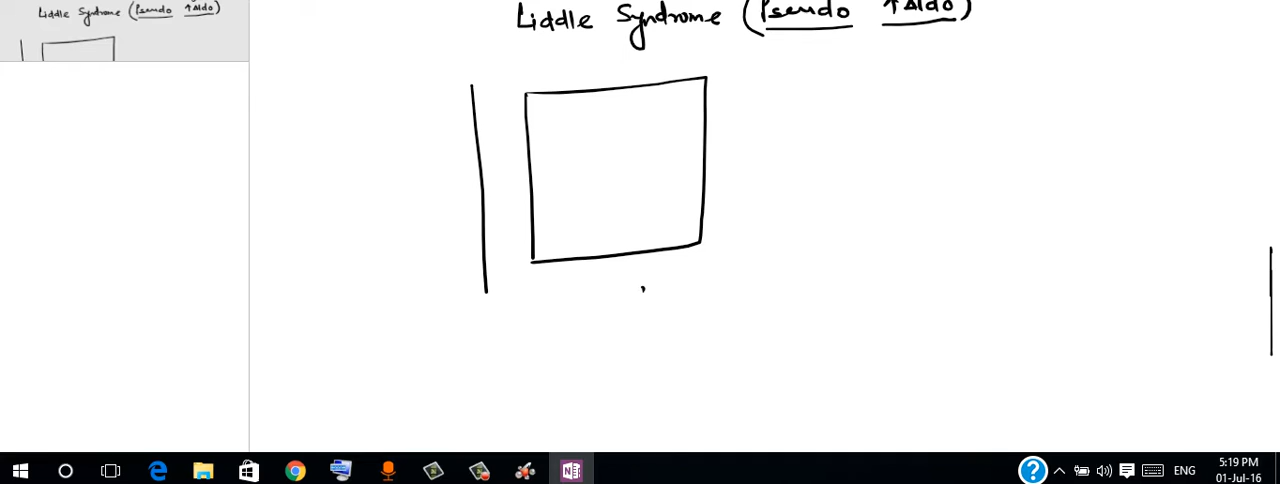 Liddle Syndrome (Pseudo ↑Aldo)
Liddle Syndrome (Pseudo ↑Aldo)
ENG
5:19 PM
01-Jul-16